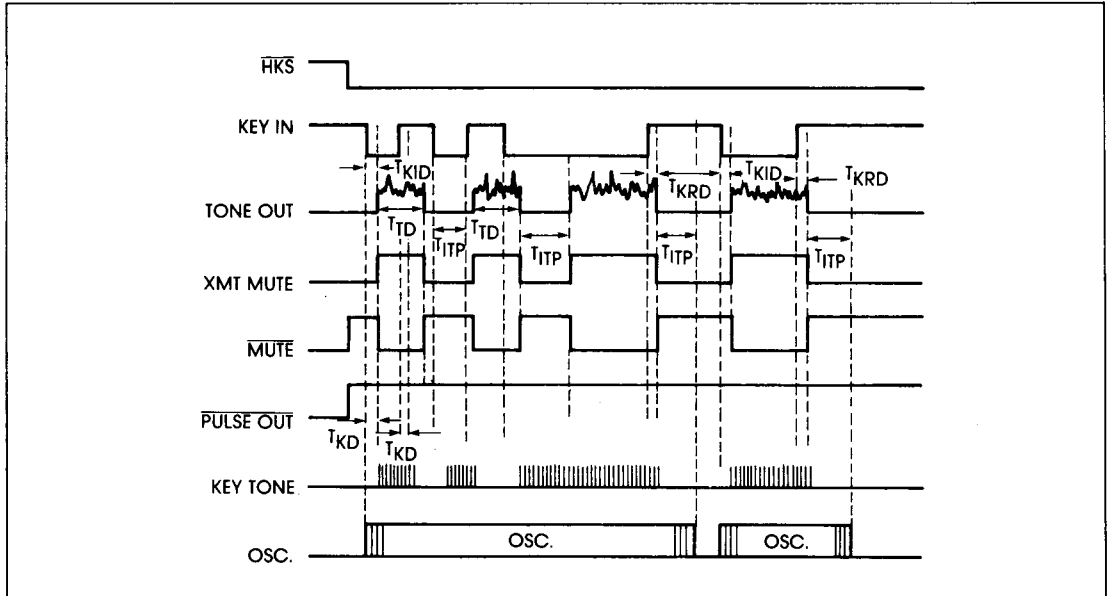 HKS
KEY IN
TKID
TKRD
TKID
TKRD
TONE OUT
TTD
TITP
TTD
TITP
TITP
TITP
XMT MUTE
MUTE
PULSE OUT
TKD
TKD
KEY TONE
OSC.
OSC.
OSC.